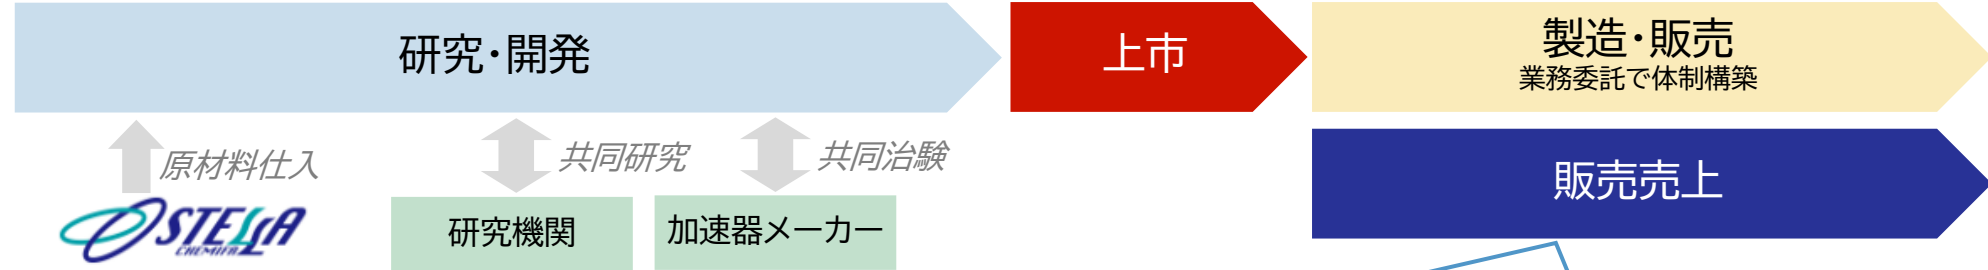 研究・開発
上市
製造・販売
業務委託で体制構築
原材料仕入
共同研究
共同治験
販売売上
STELLA
CHEMIFA
研究機関
加速器メーカー